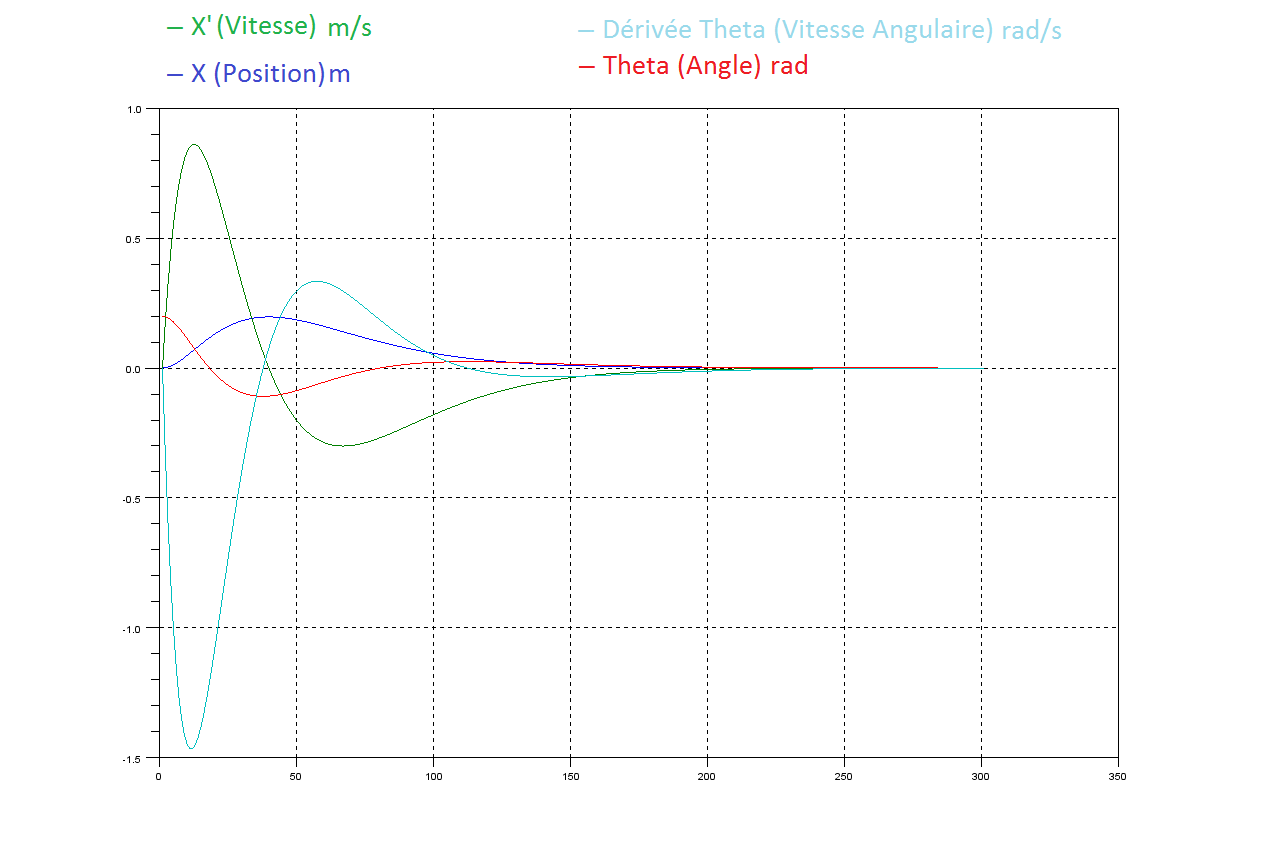 — X' (Vitesse) m/s
— Dérivée Theta (Vitesse Angulaire) rad/s
— X (Position) m
— Theta (Angle) rad
1.0
0.5
0.0
-0.5
-1.0
-1.5
0 50 100 150 200 250 300 350